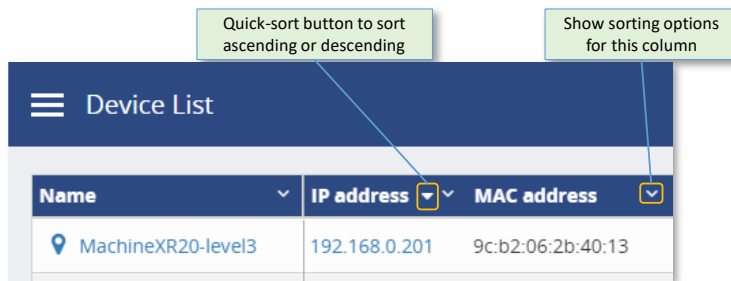 Quick-sort button to sort
ascending or descending
Show sorting options
for this column
Device List
Name IP address MAC address
MachineXR20-level3 192.168.0.201 9c:b2:06:2b:40:13